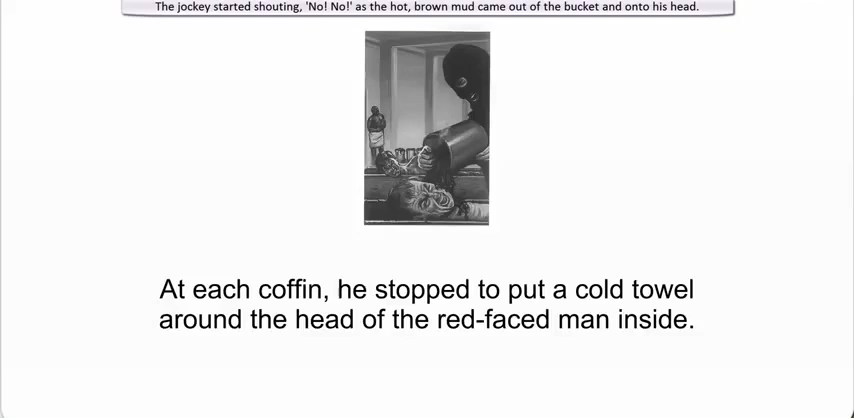 The jockey started shouting, 'No! No!' as the hot, brown mud came out of the bucket and onto his head.
At each coffin, he stopped to put a cold towel
around the head of the red-faced man inside.